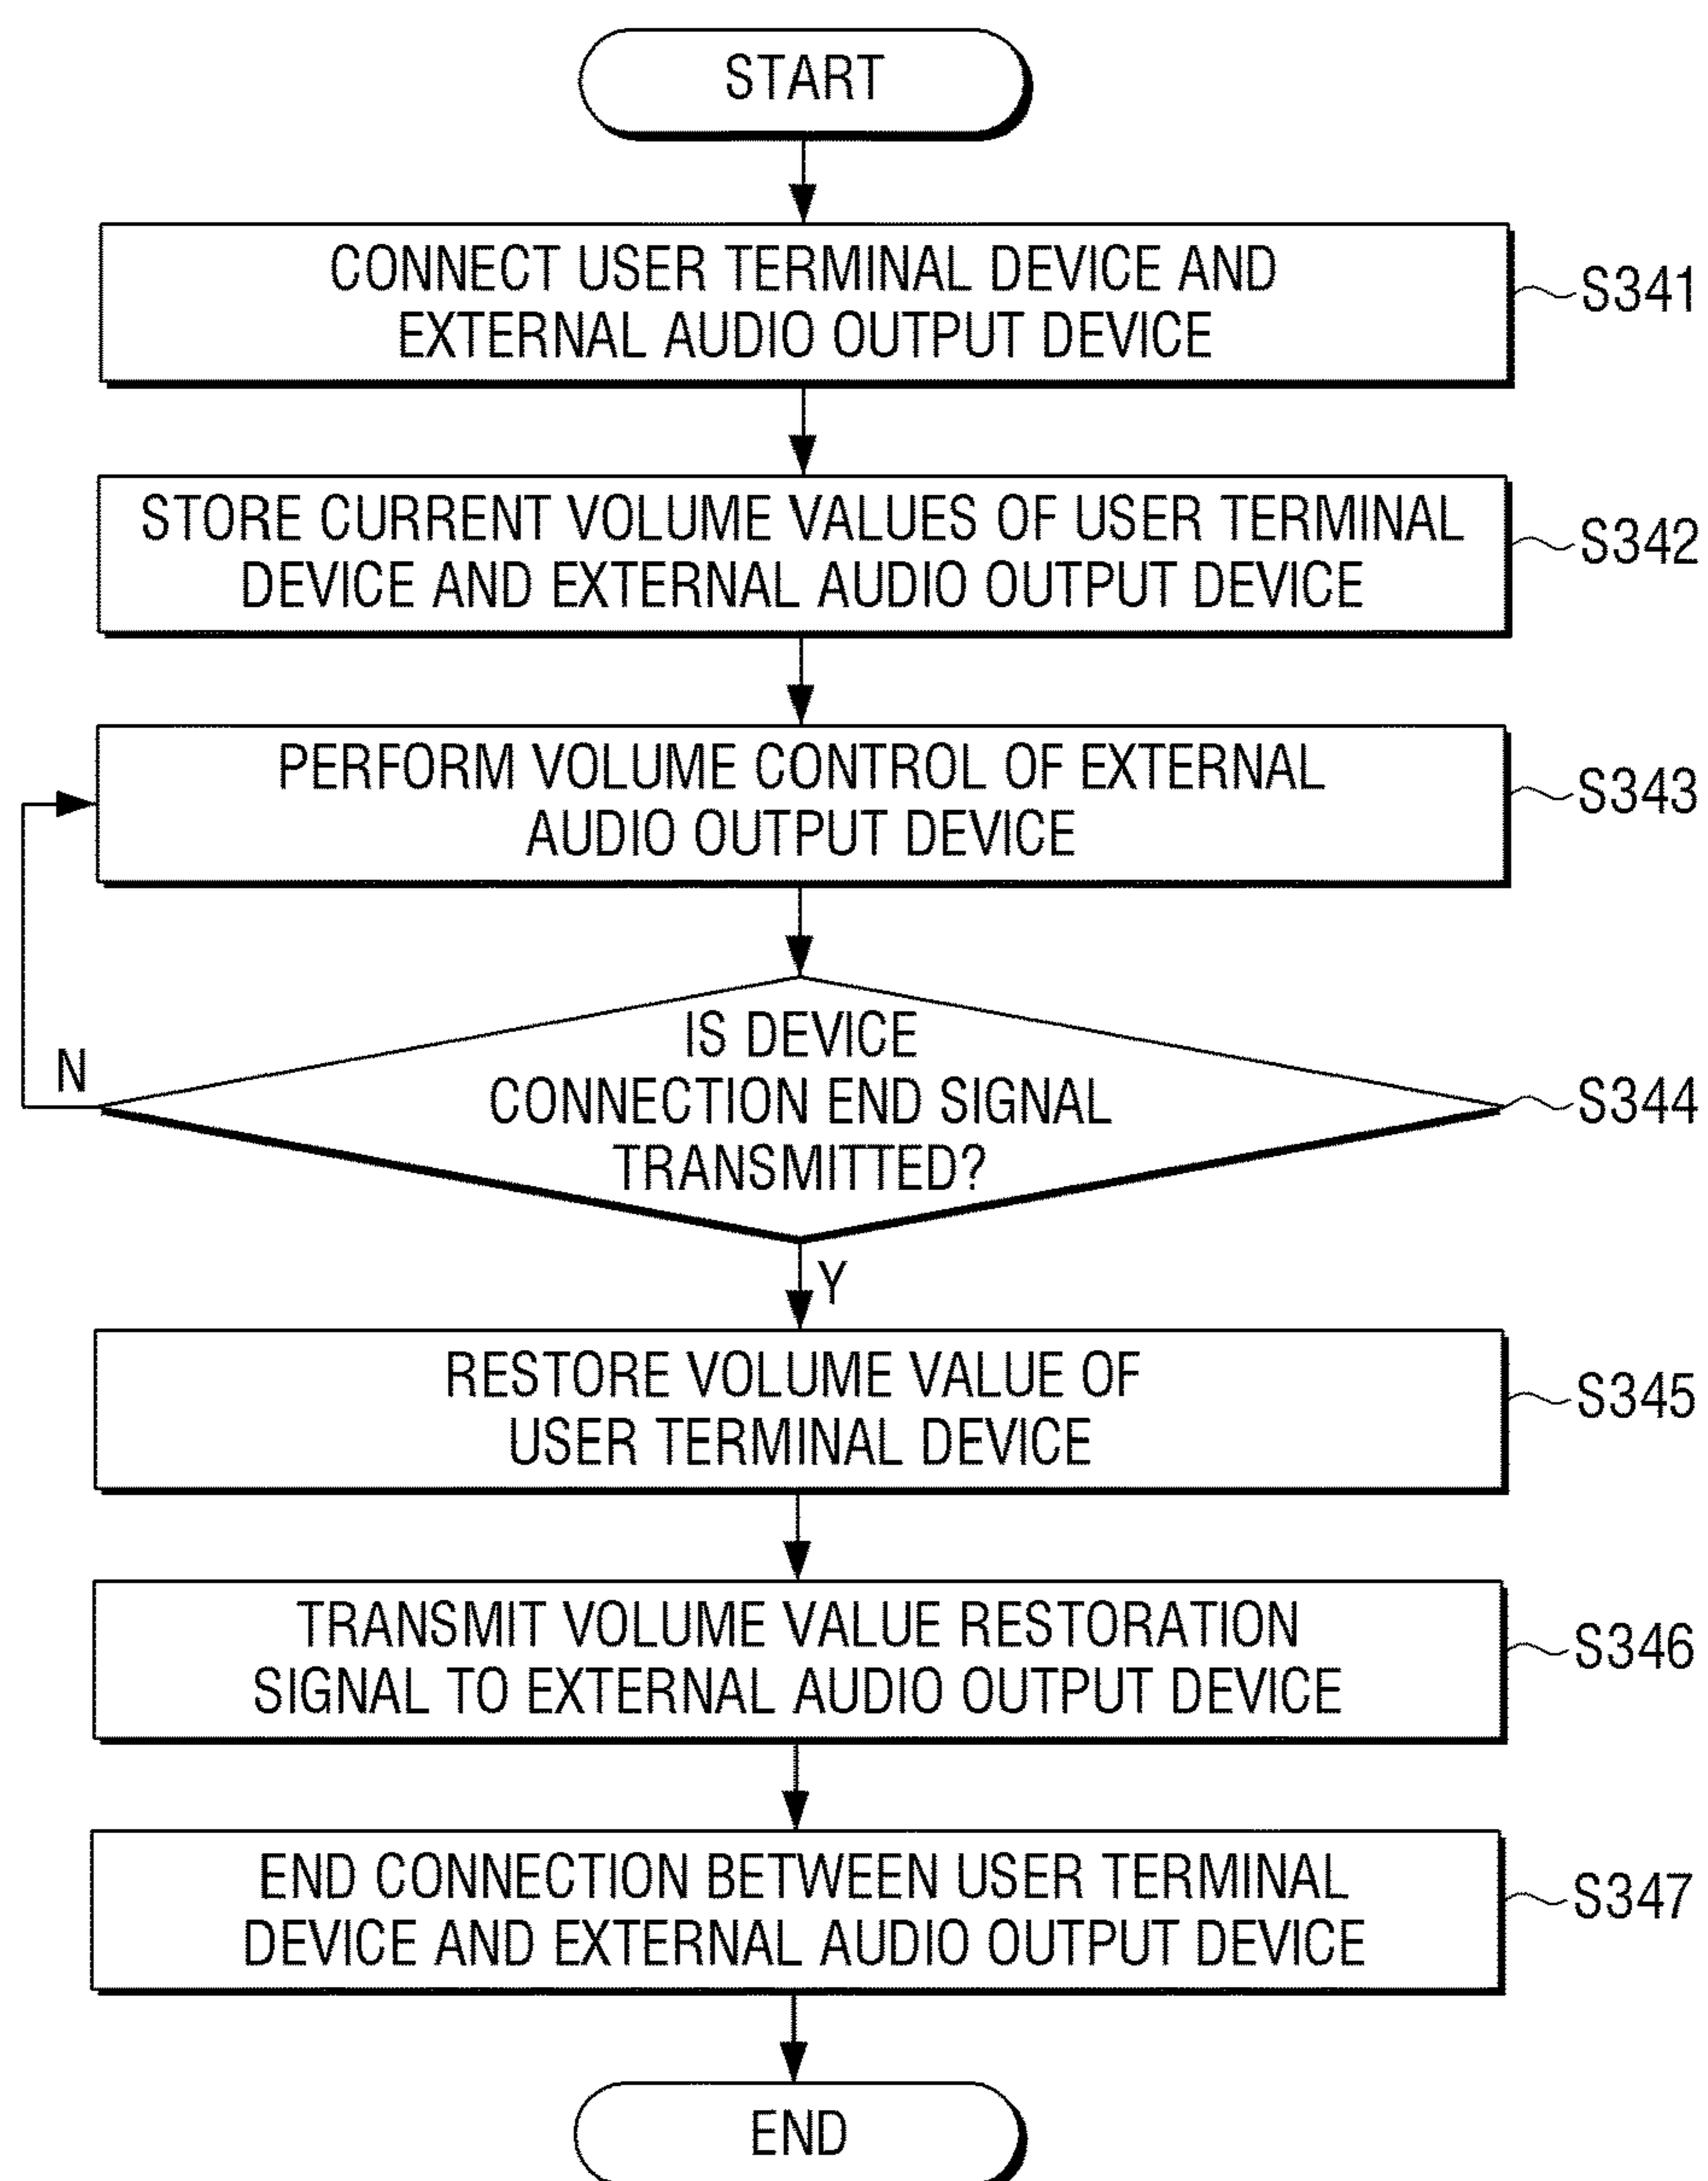 START
CONNECT USER TERMINAL DEVICE AND
EXTERNAL AUDIO OUTPUT DEVICE
S341
STORE CURRENT VOLUME VALUES OF USER TERMINAL
DEVICE AND EXTERNAL AUDIO OUTPUT DEVICE
S342
PERFORM VOLUME CONTROL OF EXTERNAL
AUDIO OUTPUT DEVICE
S343
IS DEVICE
CONNECTION END SIGNAL
TRANSMITTED?
S344
N
Y
RESTORE VOLUME VALUE OF
USER TERMINAL DEVICE
S345
TRANSMIT VOLUME VALUE RESTORATION
SIGNAL TO EXTERNAL AUDIO OUTPUT DEVICE
S346
END CONNECTION BETWEEN USER TERMINAL
DEVICE AND EXTERNAL AUDIO OUTPUT DEVICE
S347
END